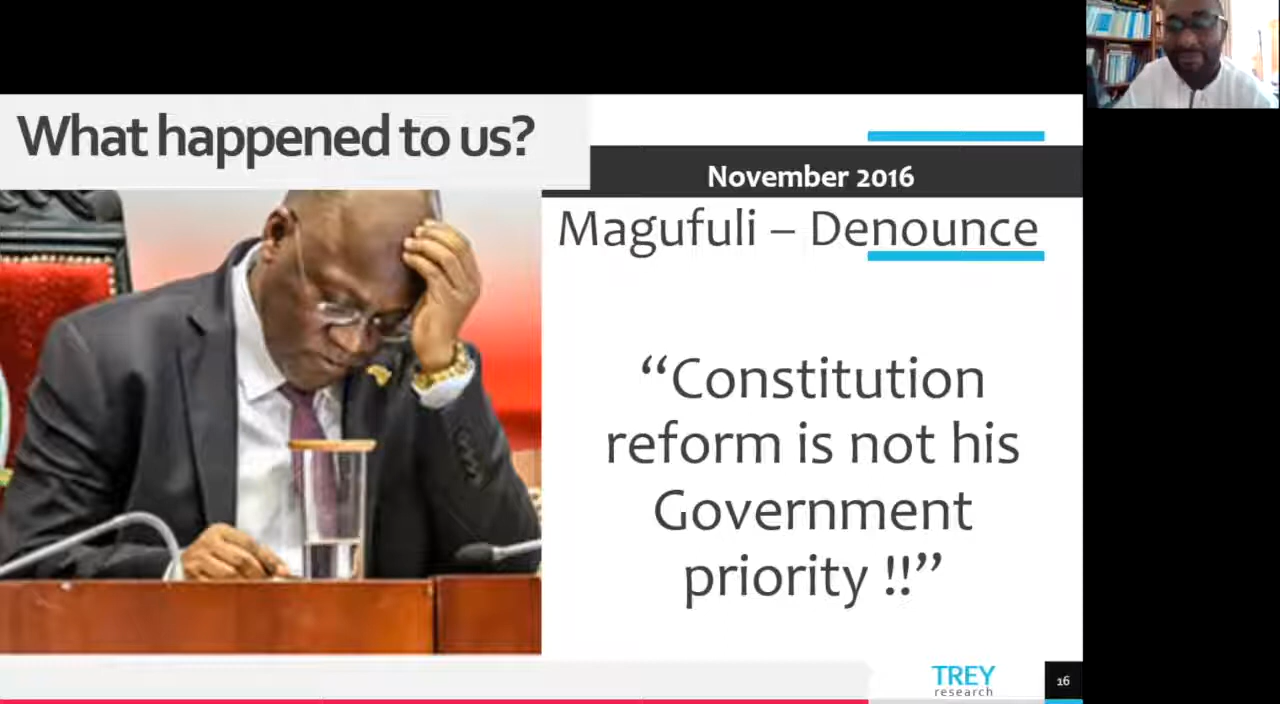 What happened to us?
November 2016
Magufuli – Denounce
“Constitution
reform is not his
Government
priority !!”
TREY
research
16